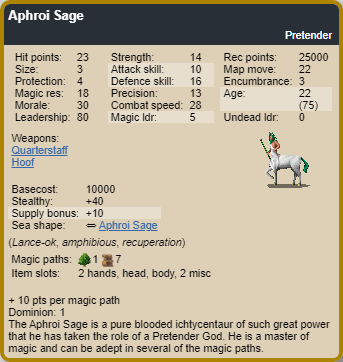 Aphroi Sage
Pretender
Hit points: 23 Strength: 14 Rec points: 25000
Size: 3 Attack skill: 10 Map move: 22
Protection: 4 Defence skill: 16 Encumbrance: 3
Magic res: 18 Precision: 13 Age: 22
Morale: 30 Combat speed: 28 (75)
Leadership: 80 Magic ldr: 5 Undead ldr: 0
Weapons:
Quarterstaff
Hoof
Basecost: 10000
Stealthy: +40
Supply bonus: +10
Sea shape: ⇔ Aphroi Sage
(Lance-ok, amphibious, recuperation)
Magic paths: 1 7
Item slots: 2 hands, head, body, 2 misc
+ 10 pts per magic path
Dominion: 1
The Aphroi Sage is a pure blooded ichtycentaur of such great power
that he has taken the role of a Pretender God. He is a master of
magic and can be adept in several of the magic paths.